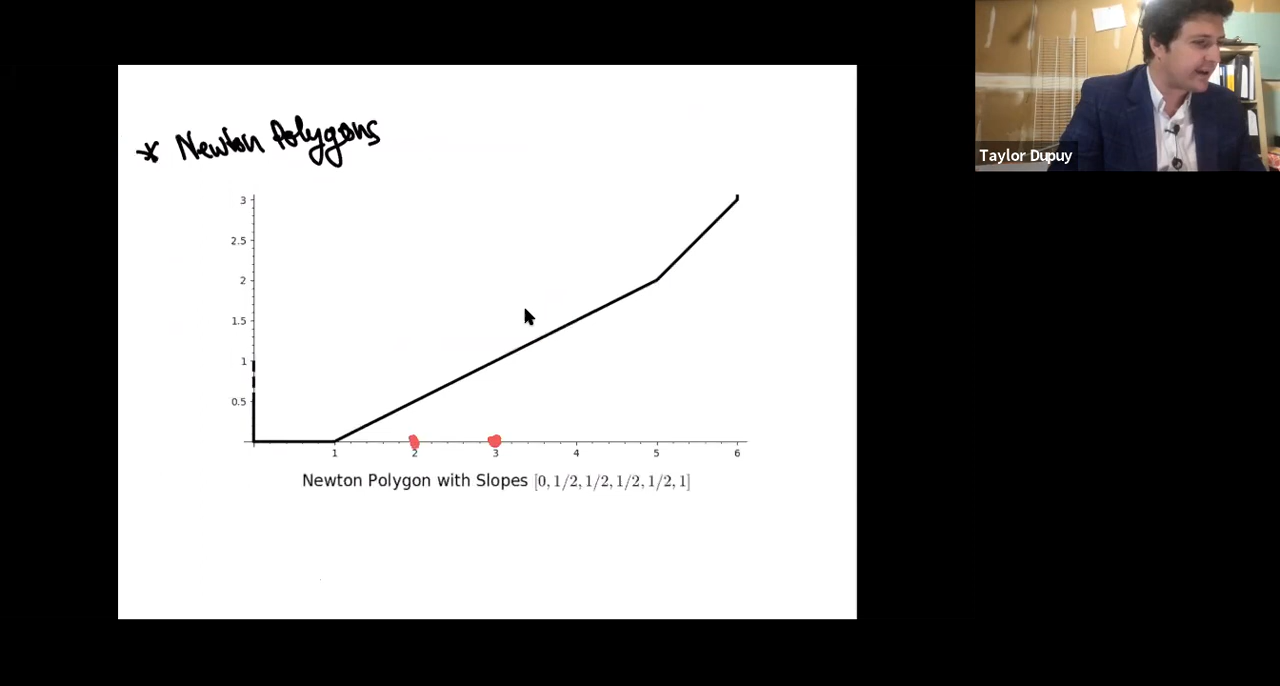 * Newton Polygons
Taylor Dupuy
3
2.5
2
1.5
1
0.5
1 2 3 4 5 6
Newton Polygon with Slopes [0, 1/2, 1/2, 1/2, 1/2, 1]